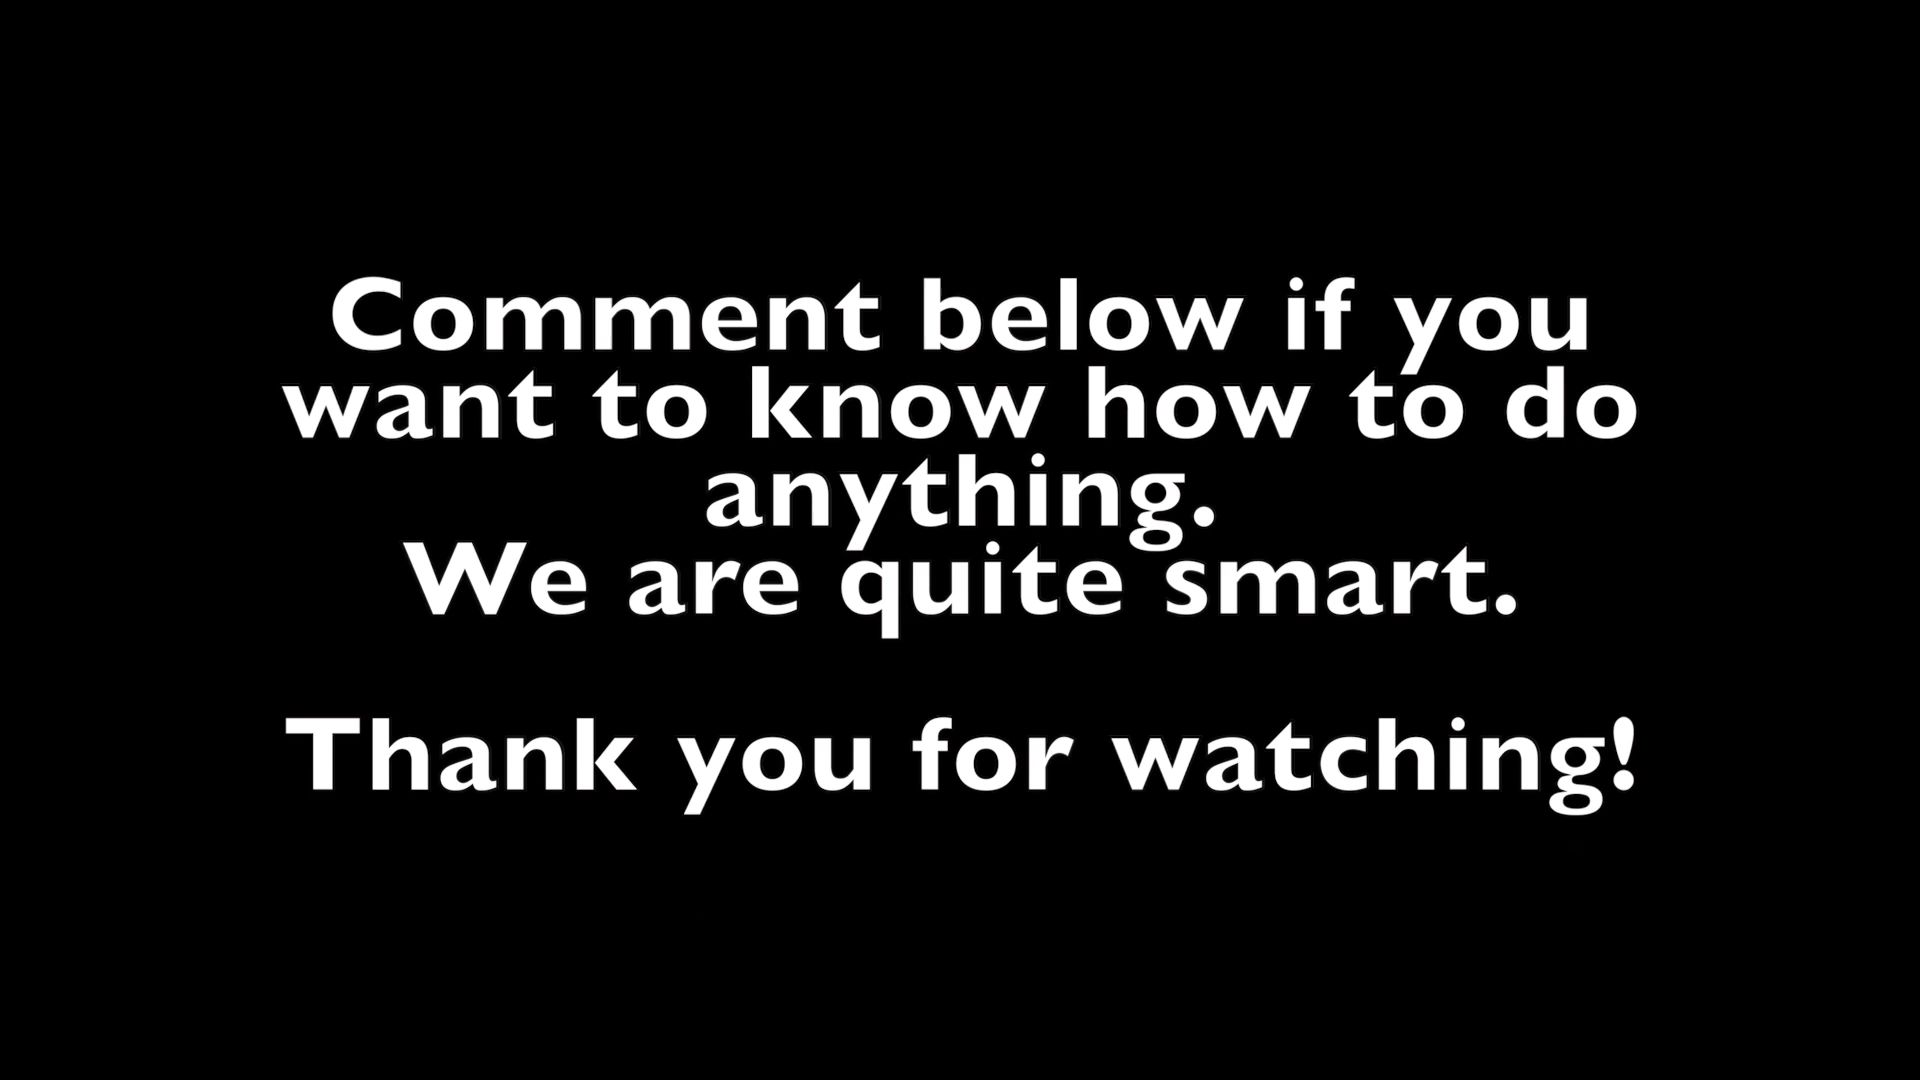 Comment below if you
want to know how to do
anything.
We are quite smart.
Thank you for watching!